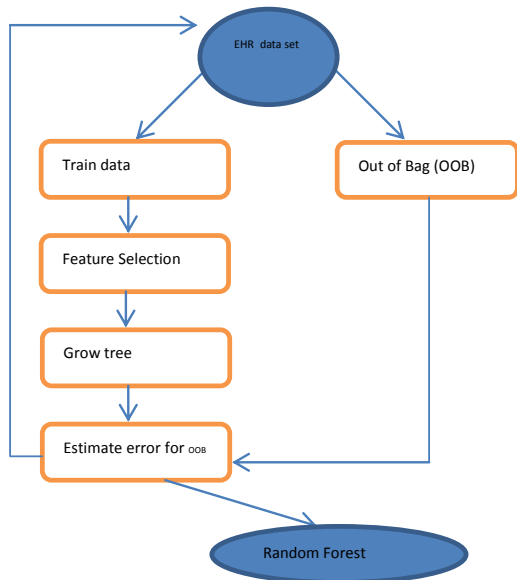 EHR data set
Train data
Out of Bag (OOB)
Feature Selection
Grow tree
Estimate error for OOB
Random Forest